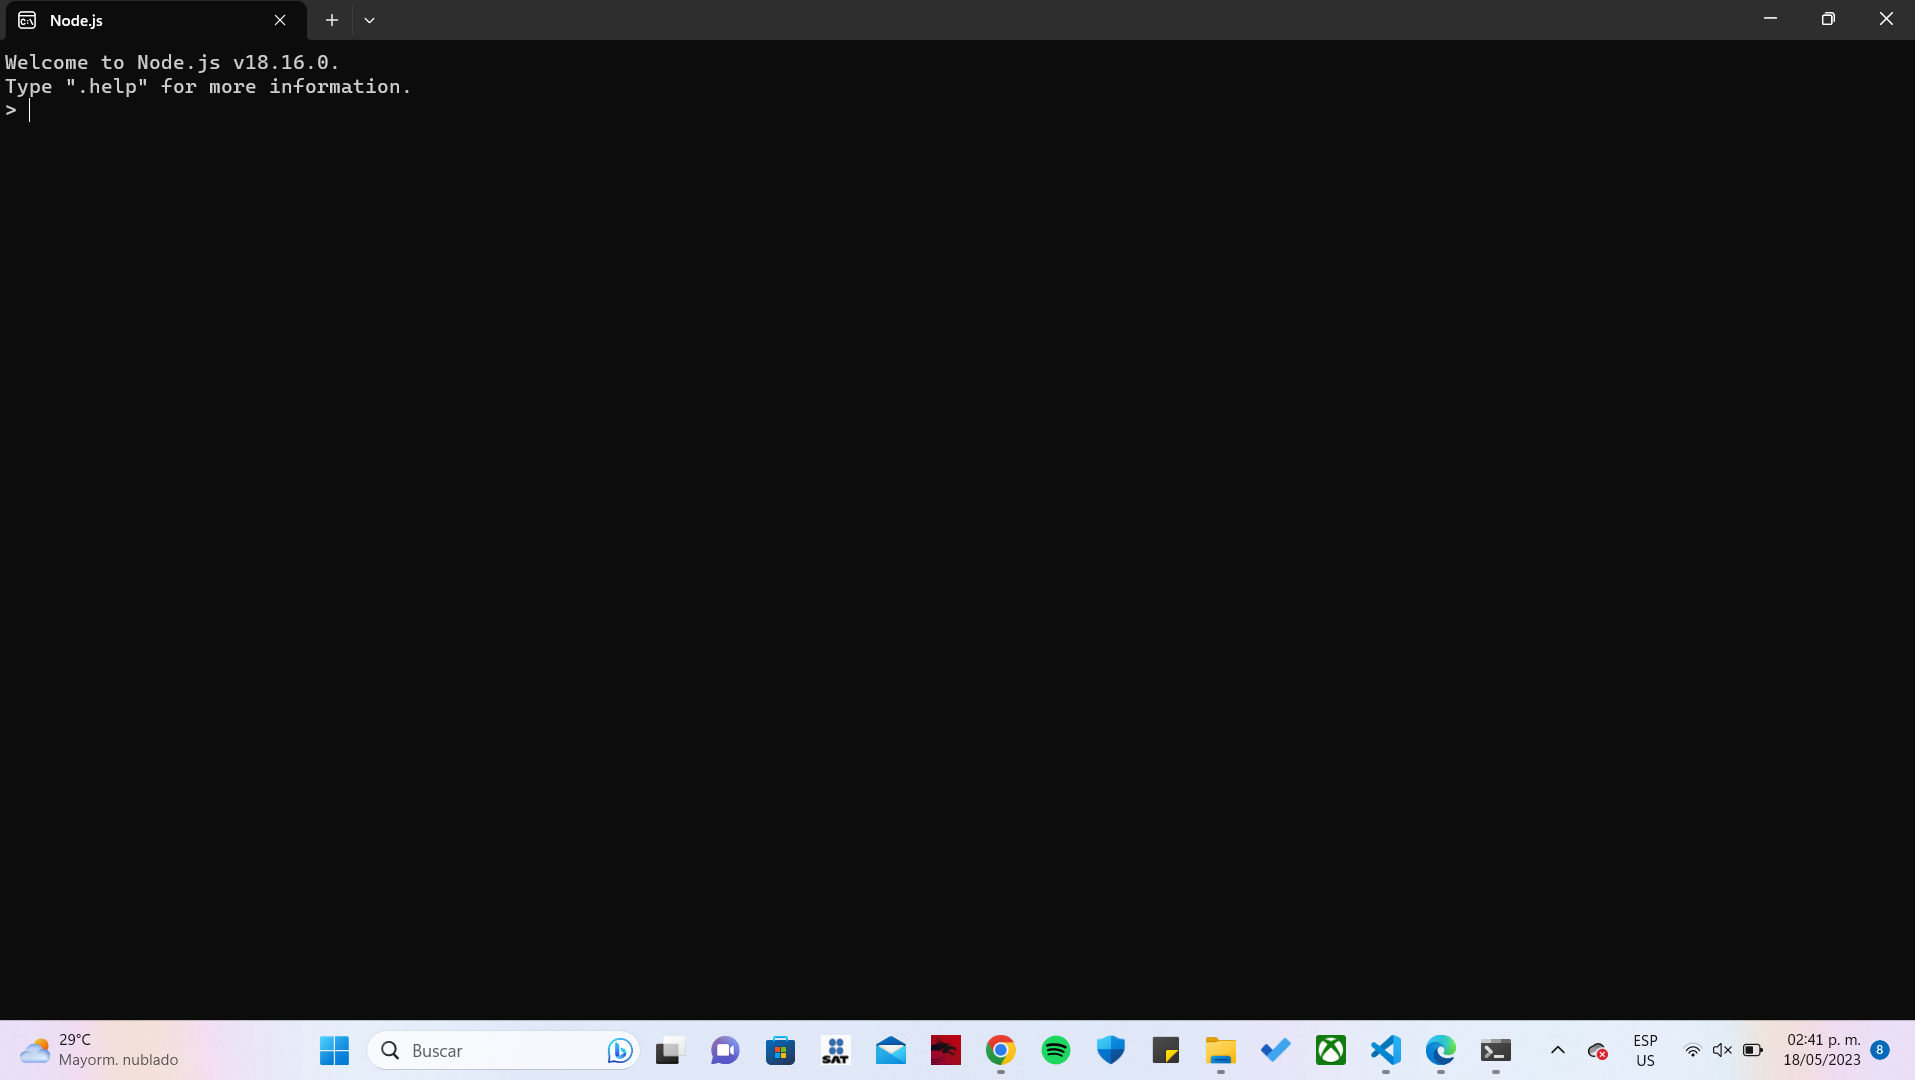 Node.js
Welcome to Node.js v18.16.0.
Type ".help" for more information.
>
29°C
Mayorm. nublado
Buscar
SAT
ESP
US
02:41 p. m.
18/05/2023
8